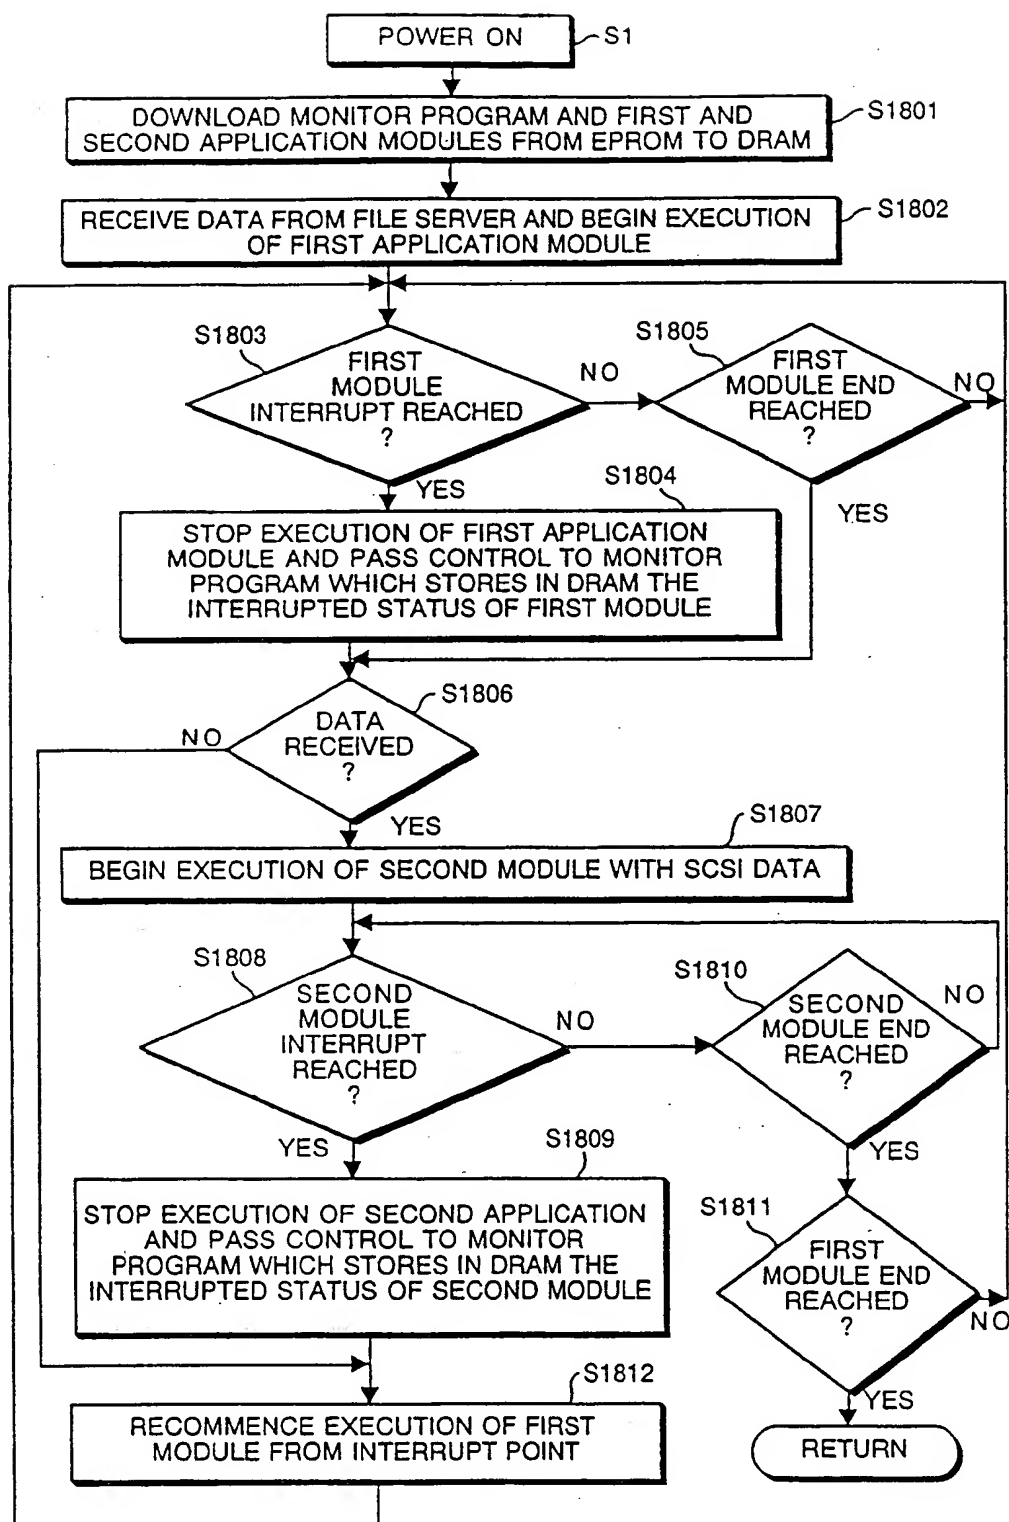 POWER ON
S1
DOWNLOAD MONITOR PROGRAM AND FIRST AND
SECOND APPLICATION MODULES FROM EPROM TO DRAM
S1801
RECEIVE DATA FROM FILE SERVER AND BEGIN EXECUTION
OF FIRST APPLICATION MODULE
S1802
S1803
FIRST
MODULE
INTERRUPT REACHED
?
NO
YES
S1805
FIRST
MODULE END
REACHED
?
NO
YES
S1804
STOP EXECUTION OF FIRST APPLICATION
MODULE AND PASS CONTROL TO MONITOR
PROGRAM WHICH STORES IN DRAM THE
INTERRUPTED STATUS OF FIRST MODULE
S1806
DATA
RECEIVED
?
NO
YES
S1807
BEGIN EXECUTION OF SECOND MODULE WITH SCSI DATA
S1808
SECOND
MODULE
INTERRUPT
REACHED
?
NO
YES
S1810
SECOND
MODULE END
REACHED
?
NO
YES
S1809
STOP EXECUTION OF SECOND APPLICATION
AND PASS CONTROL TO MONITOR
PROGRAM WHICH STORES IN DRAM THE
INTERRUPTED STATUS OF SECOND MODULE
S1811
FIRST
MODULE END
REACHED
?
NO
YES
S1812
RECOMMENCE EXECUTION OF FIRST
MODULE FROM INTERRUPT POINT
RETURN